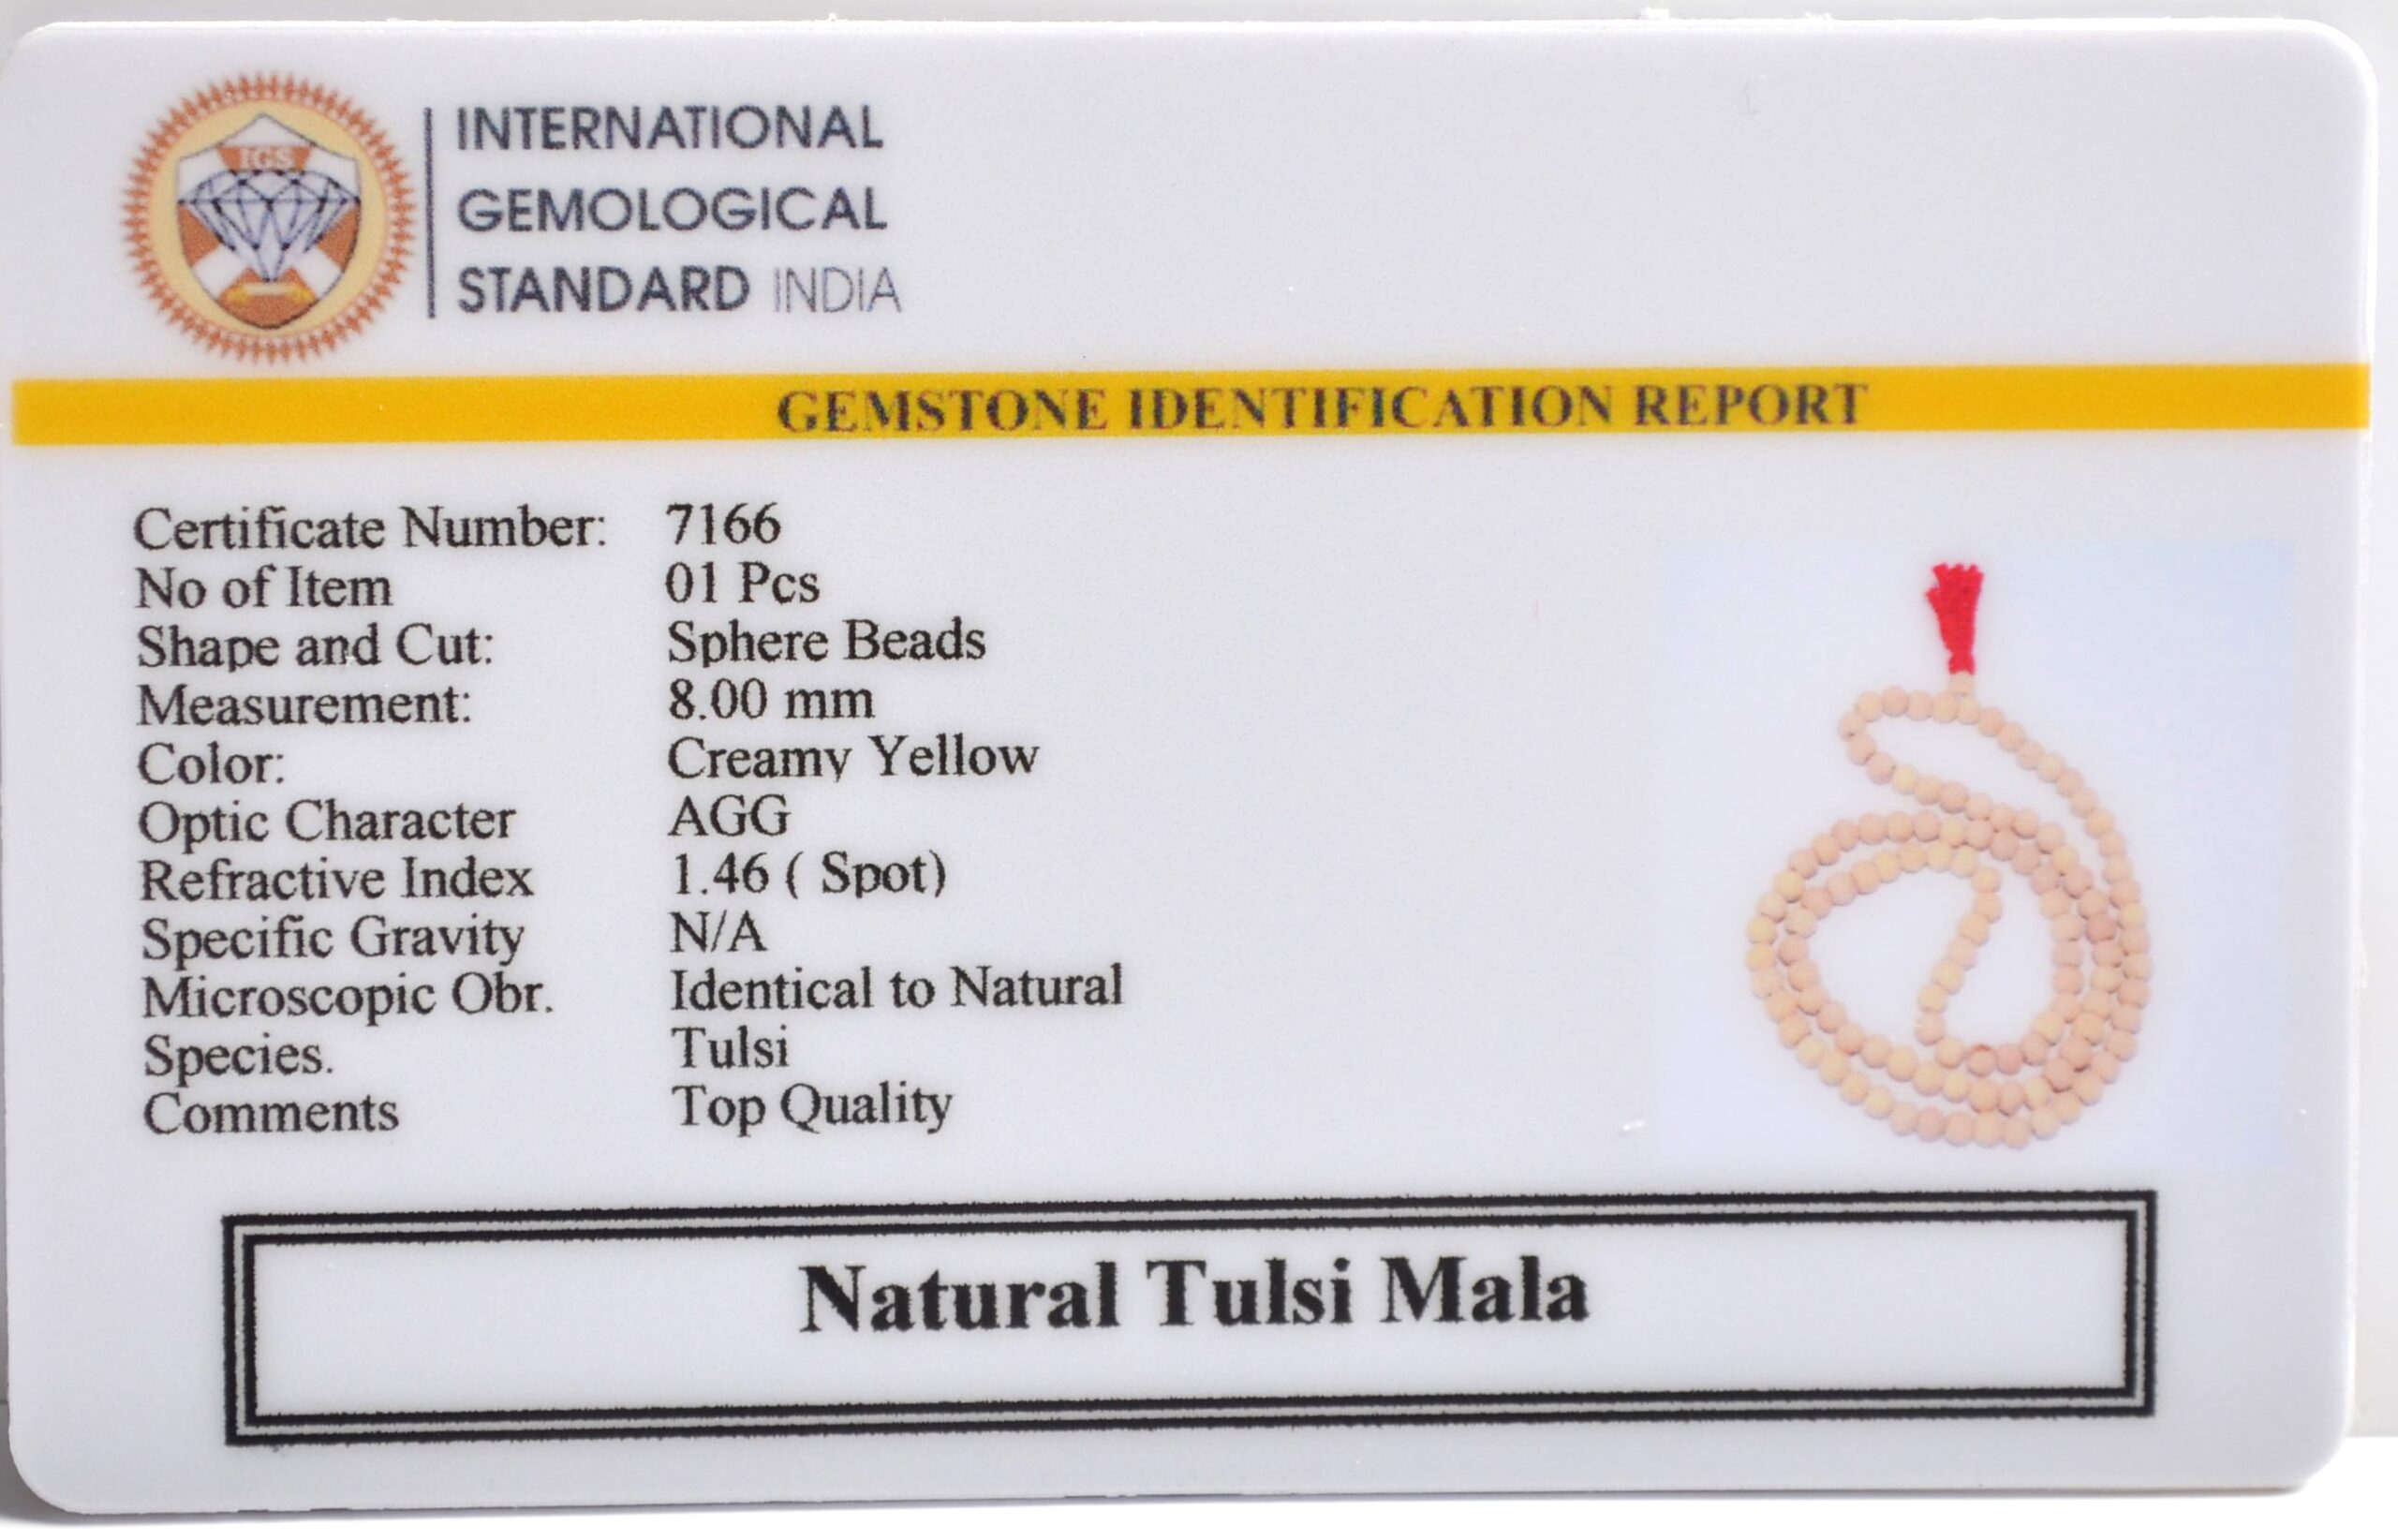 IGS
INTERNATIONAL
GEMOLOGICAL
STANDARD INDIA
GEMSTONE IDENTIFICATION REPORT
Certificate Number: 7166
No of Item 01 Pcs
Shape and Cut: Sphere Beads
Measurement: 8.00 mm
Color: Creamy Yellow
Optic Character AGG
Refractive Index 1.46 ( Spot)
Specific Gravity N/A
Microscopic Obr. Identical to Natural
Species. Tulsi
Comments Top Quality
Natural Tulsi Mala